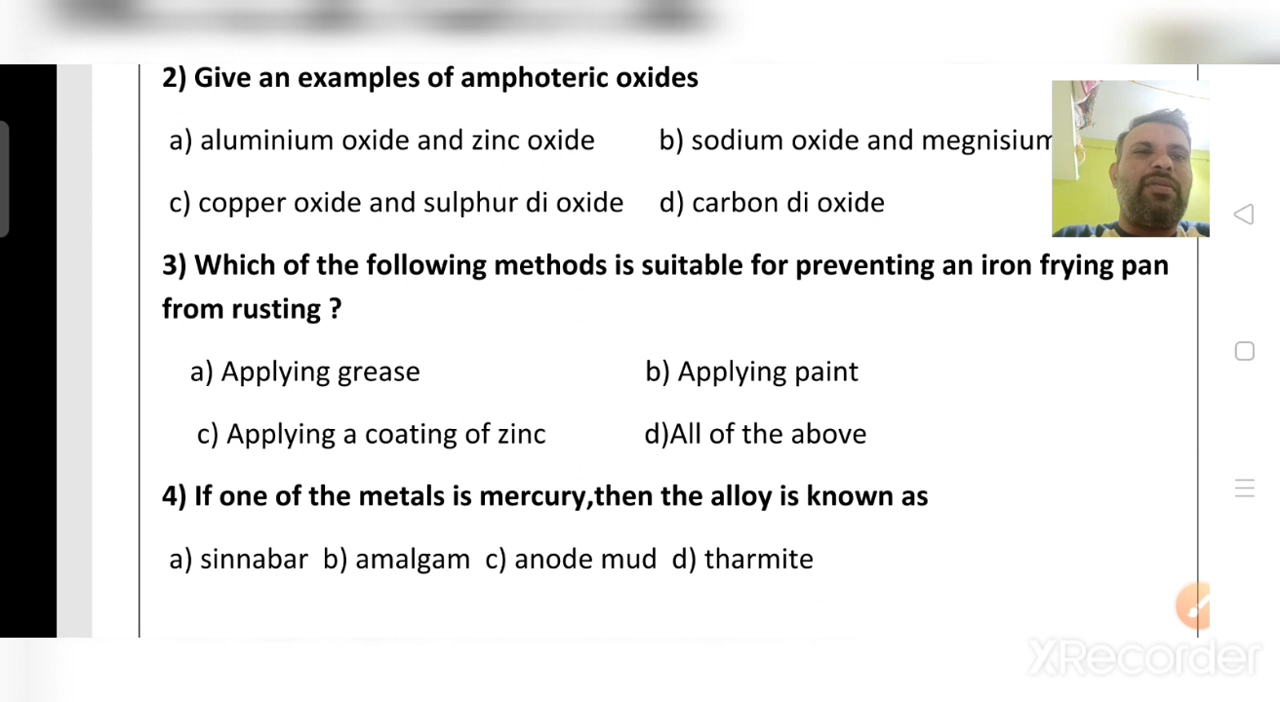 2) Give an examples of amphoteric oxides
a) aluminium oxide and zinc oxide b) sodium oxide and megnisium
c) copper oxide and sulphur di oxide d) carbon di oxide
3) Which of the following methods is suitable for preventing an iron frying pan
from rusting ?
a) Applying grease b) Applying paint
c) Applying a coating of zinc d)All of the above
4) If one of the metals is mercury,then the alloy is known as
a) sinnabar b) amalgam c) anode mud d) tharmite
XRecorder